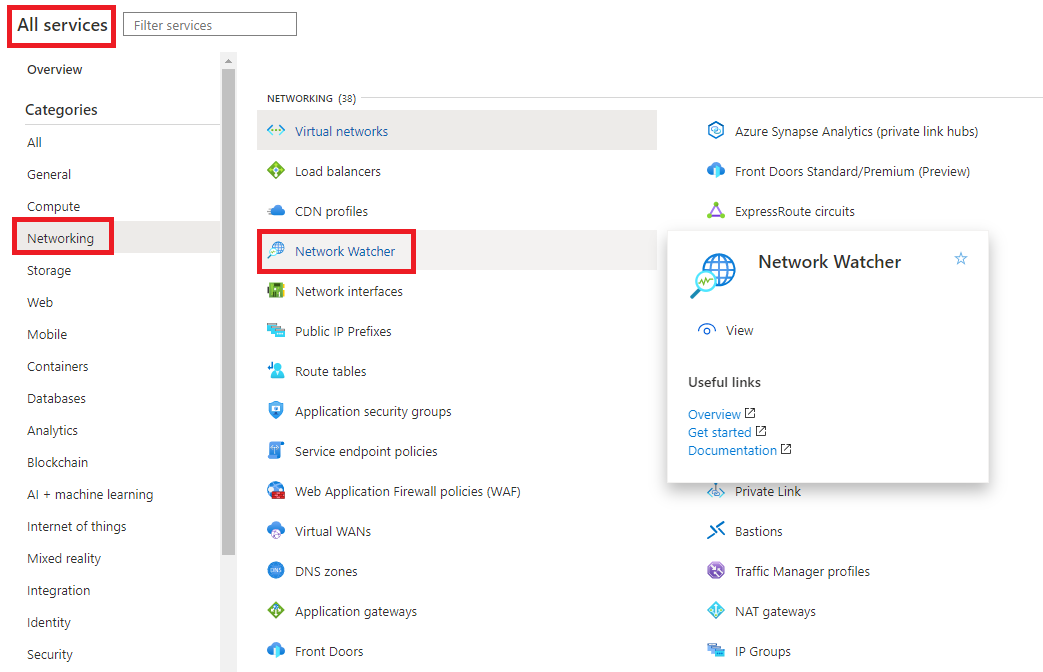 All services
Filter services
Overview
Categories
All
General
Compute
Networking
Storage
Web
Mobile
Containers
Databases
Analytics
Blockchain
AI + machine learning
Internet of things
Mixed reality
Integration
Identity
Security
NETWORKING (38)
Virtual networks
Load balancers
CDN profiles
Network Watcher
Network interfaces
Public IP Prefixes
Route tables
Application security groups
Service endpoint policies
Web Application Firewall policies (WAF)
Virtual WANs
DNS zones
Application gateways
Front Doors
Azure Synapse Analytics (private link hubs)
Front Doors Standard/Premium (Preview)
ExpressRoute circuits
Network Watcher
View
Useful links
Overview
Get started
Documentation
Private Link
Bastions
Traffic Manager profiles
NAT gateways
IP Groups